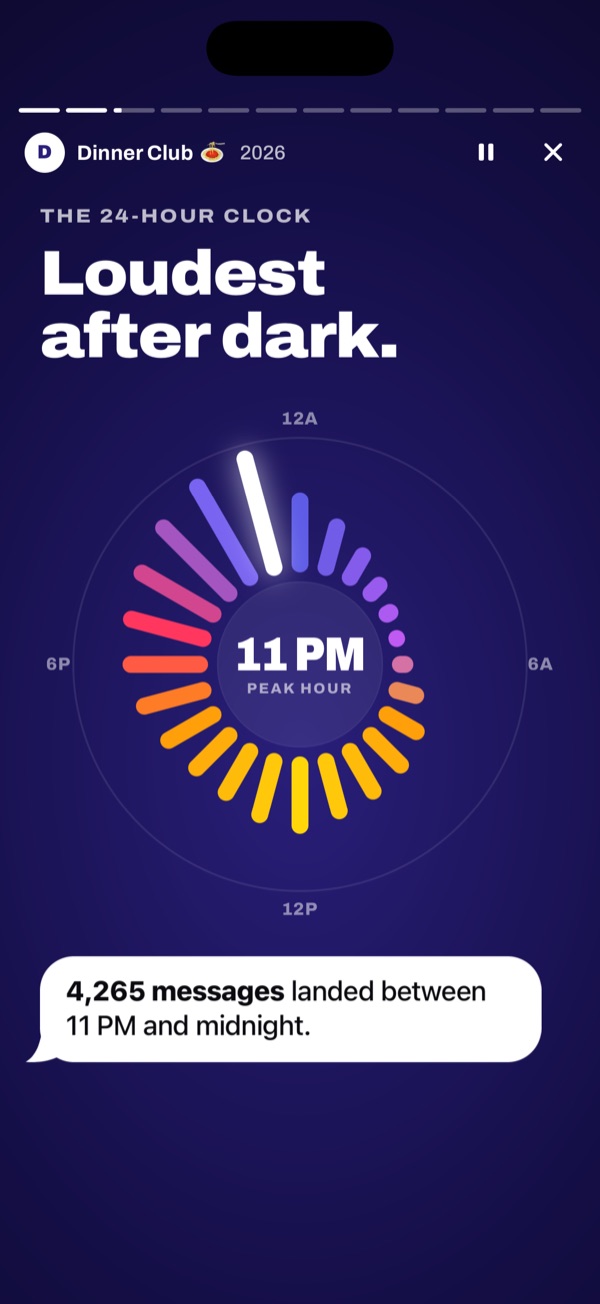 D Dinner Club 🍝 2026
THE 24-HOUR CLOCK
Loudest
after dark.
12A
6P
11 PM
PEAK HOUR
6A
12P
4,265 messages landed between
11 PM and midnight.